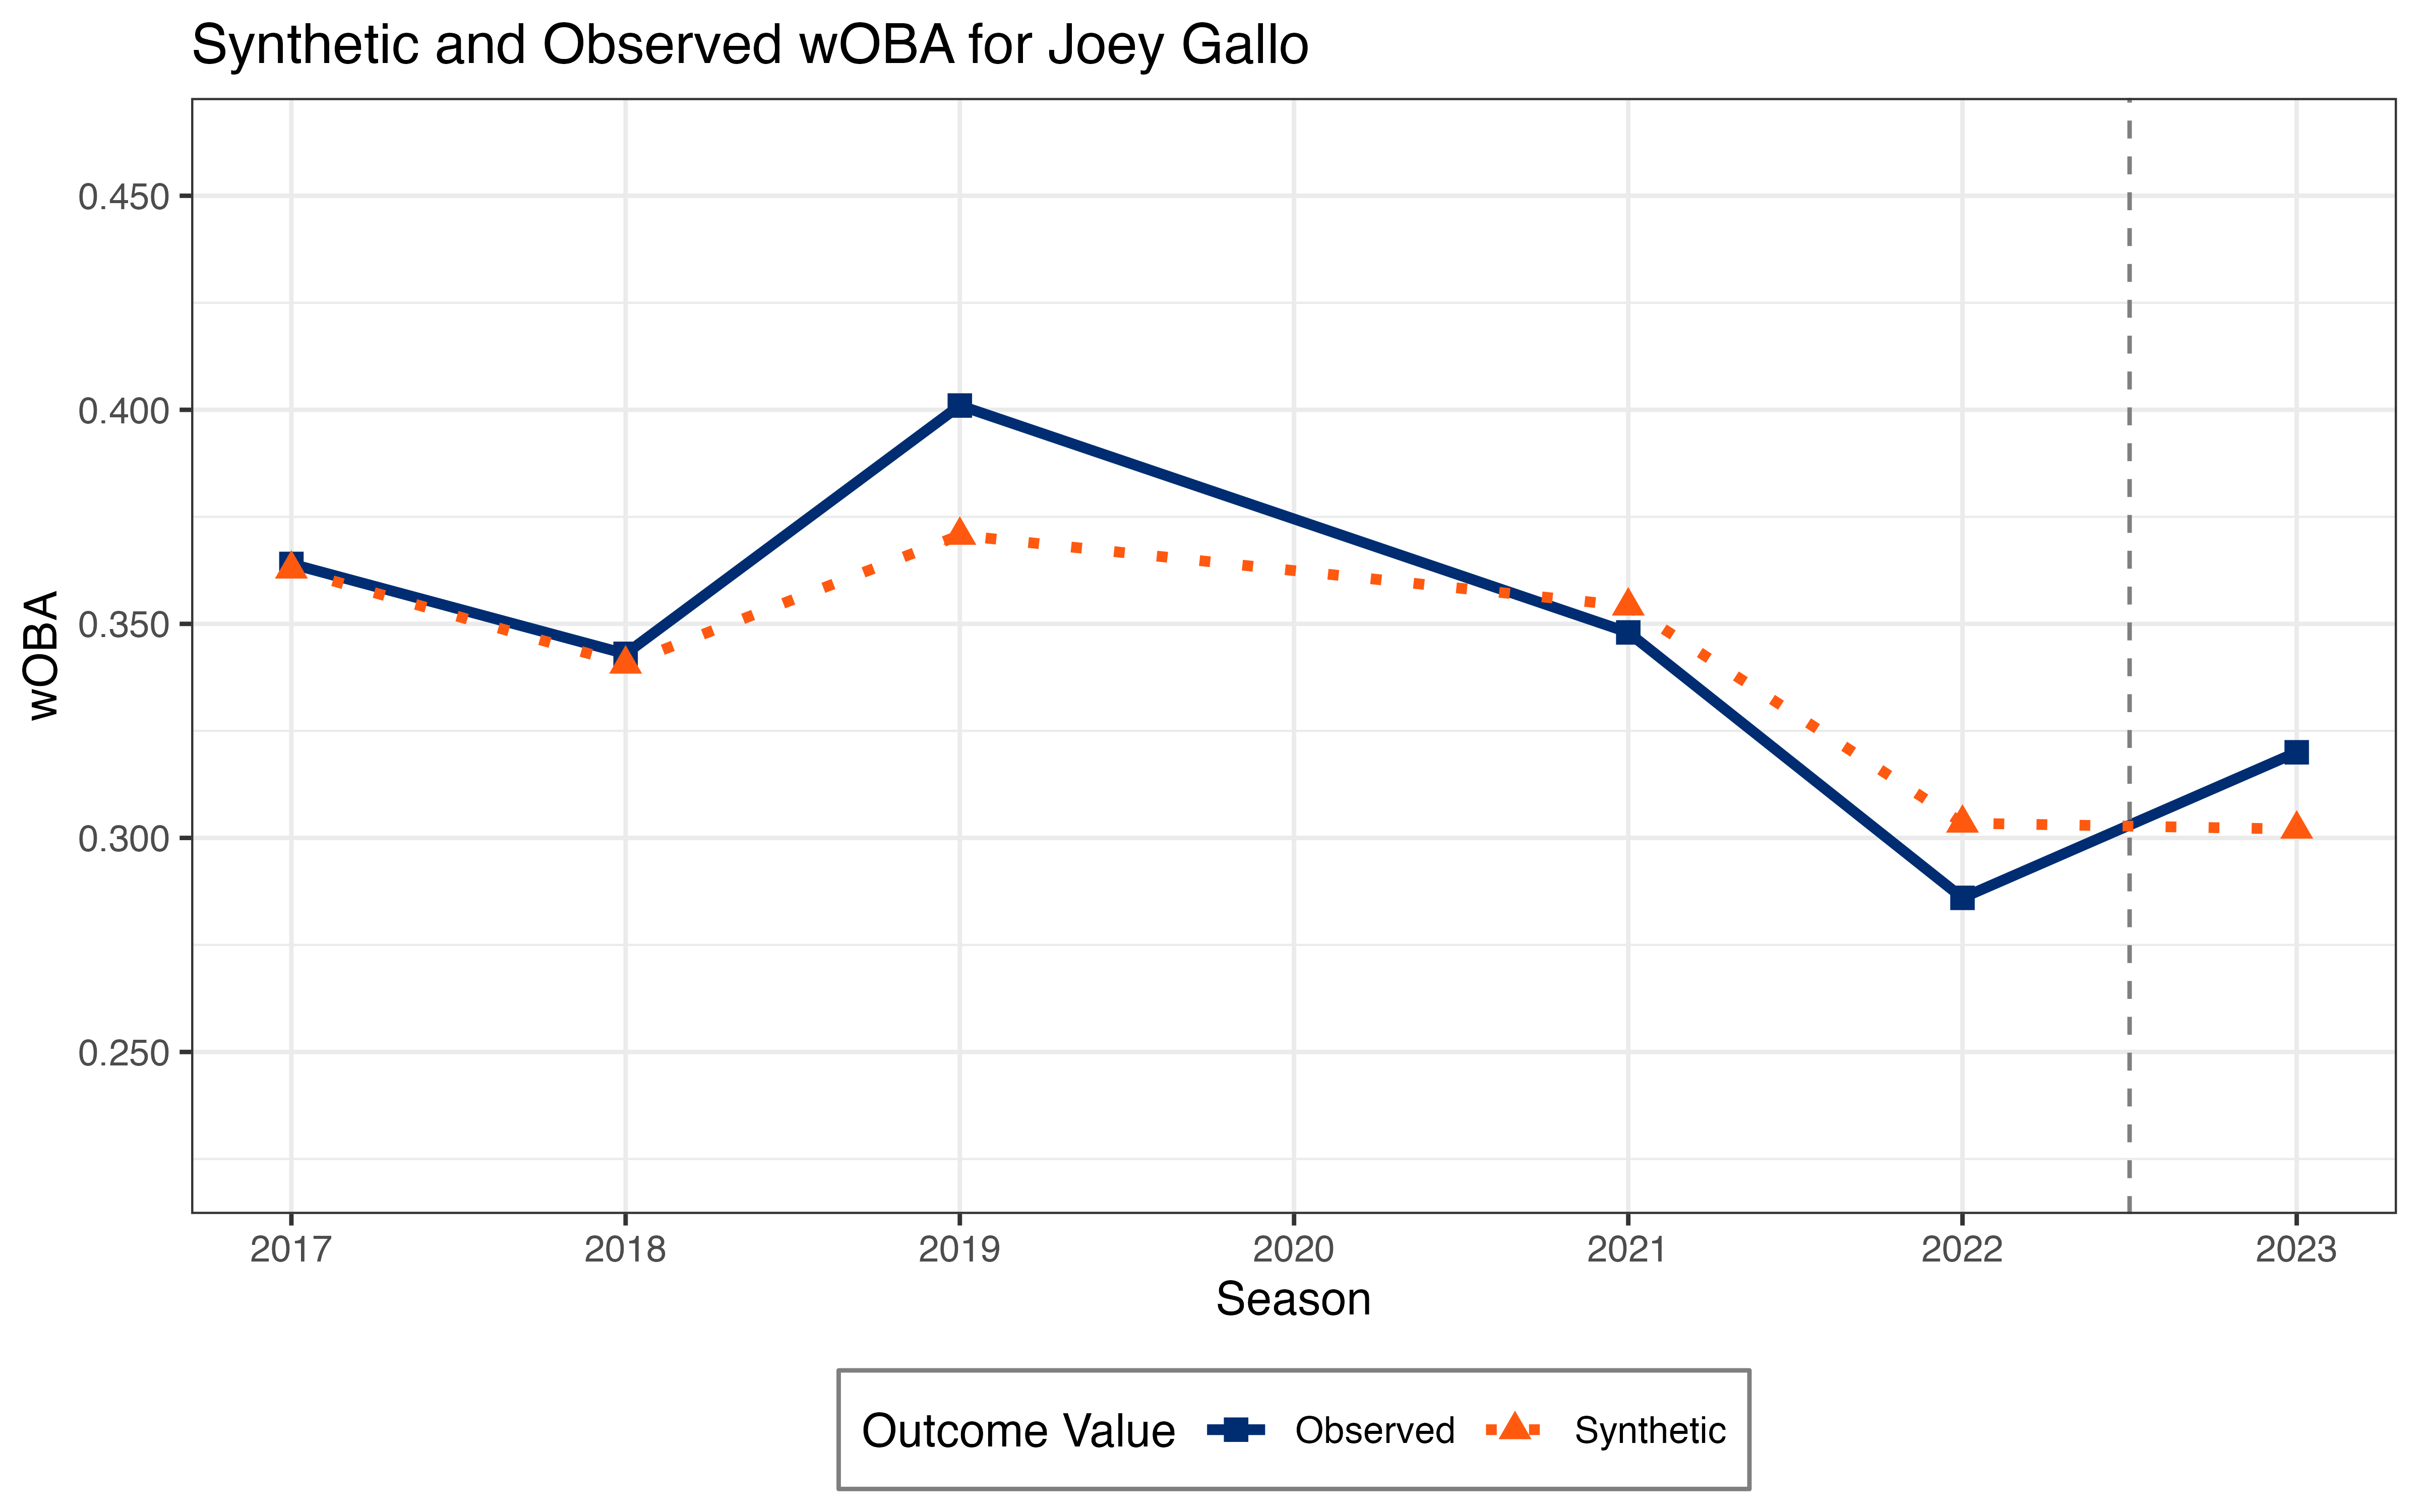 Synthetic and Observed wOBA for Joey Gallo
wOBA
0.450
0.400
0.350
0.300
0.250
2017 2018 2019 2020 2021 2022 2023
Season
Outcome Value Observed Synthetic